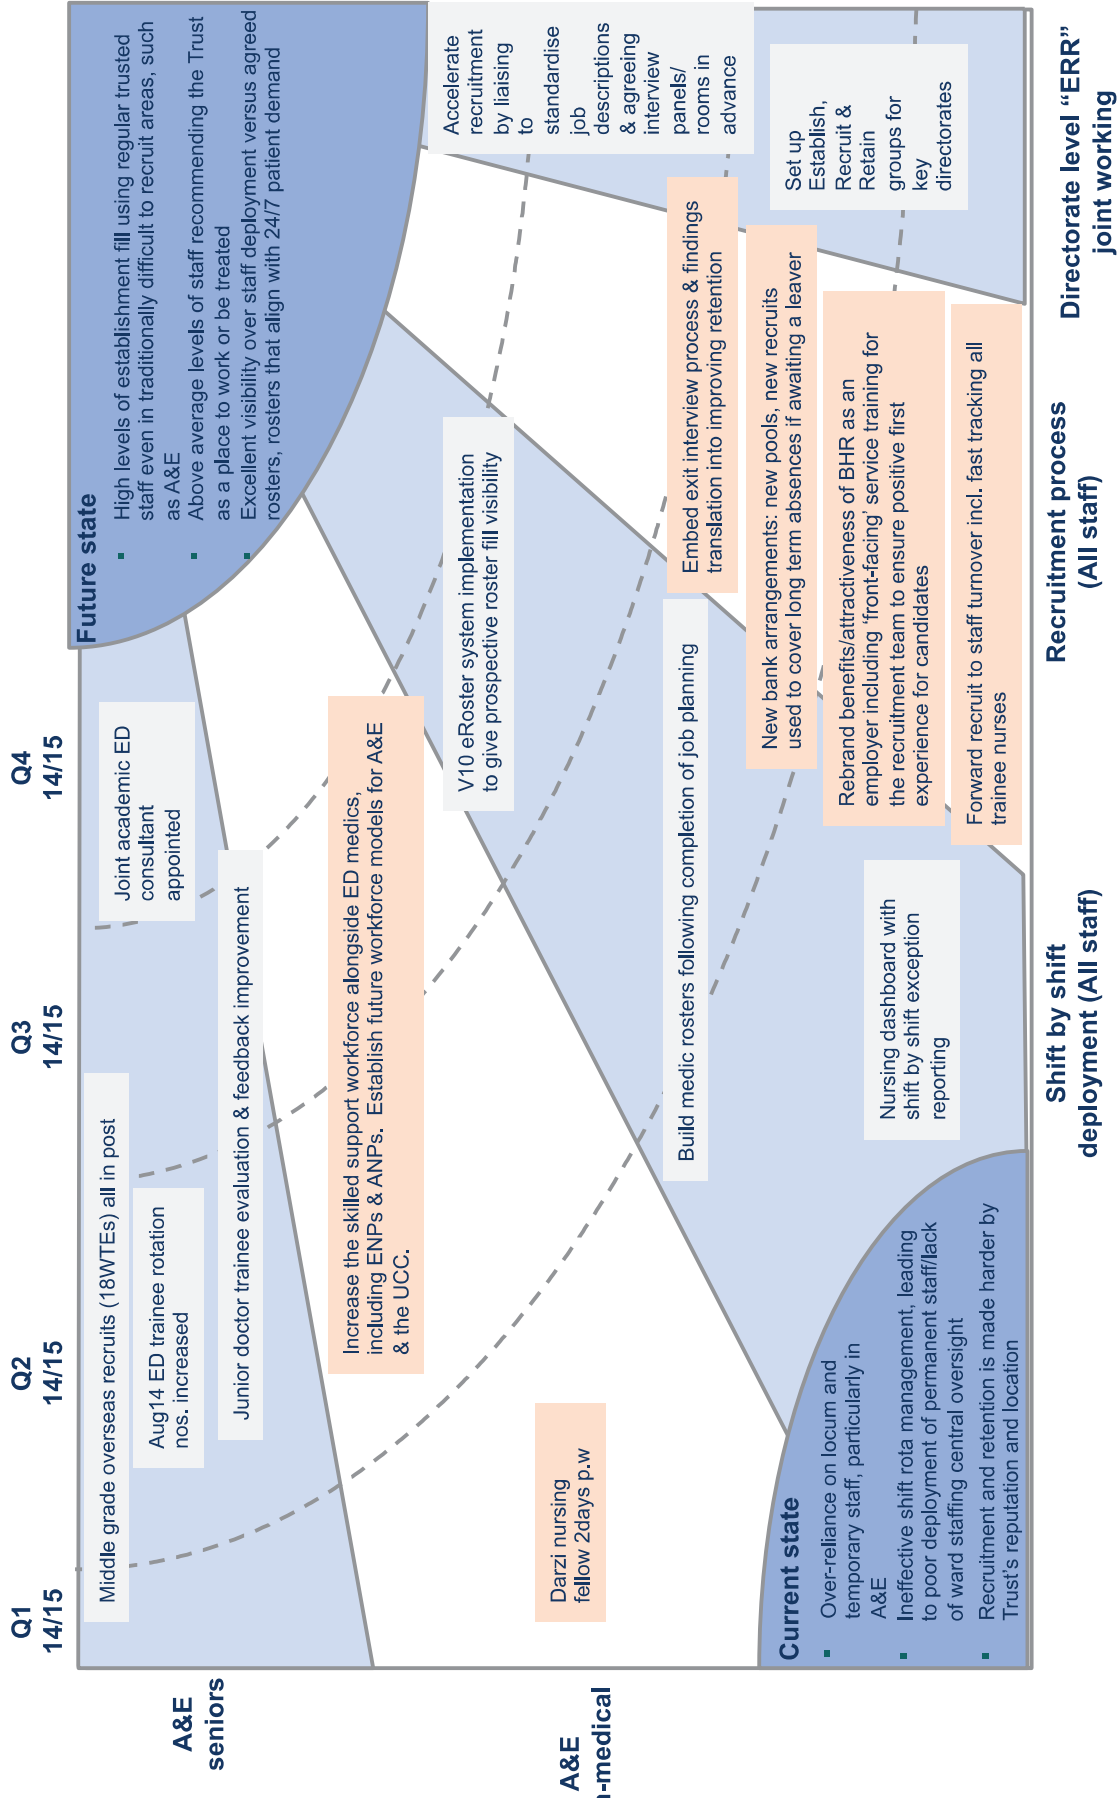 Q1
14/15
Q2
14/15
Q3
14/15
Q4
14/15
A&E
seniors
Middle grade overseas recruits (18WTEs) all in post
Aug14 ED trainee rotation
nos. increased
Joint academic ED
consultant
appointed
Junior doctor trainee evaluation & feedback improvement
Future state
High levels of establishment fill using regular trusted
staff even in traditionally difficult to recruit areas, such
as A&E
Above average levels of staff recommending the Trust
as a place to work or be treated
Excellent visibility over staff deployment versus agreed
rosters, rosters that align with 24/7 patient demand
A&E
-medical
Increase the skilled support workforce alongside ED medics,
including ENPs & ANPs.  Establish future workforce models for A&E
& the UCC.
Darzi nursing
fellow 2days p.w
V10 eRoster system implementation
to give prospective roster fill visibility
Accelerate
recruitment
by liaising
to
standardise
job
descriptions
& agreeing
interview
panels/
rooms in
advance
Build medic rosters following completion of job planning
Embed exit interview process & findings
translation into improving retention
New bank arrangements: new pools, new recruits
used to cover long term absences if awaiting a leaver
Set up
Establish,
Recruit &
Retain
groups for
key
directorates
Current state
Over-reliance on locum and
temporary staff, particularly in
A&E
Ineffective shift rota management, leading
to poor deployment of permanent staff/lack
of ward staffing central oversight
Recruitment and retention is made harder by
Trust's reputation and location
Nursing dashboard with
shift by shift exception
reporting
Rebrand benefits/attractiveness of BHR as an
employer including ‘front-facing’ service training for
the recruitment team to ensure positive first
experience for candidates
Forward recruit to staff turnover incl. fast tracking all
trainee nurses
Shift by shift
deployment (All staff)
Recruitment process
(All staff)
Directorate level “ERR”
joint working